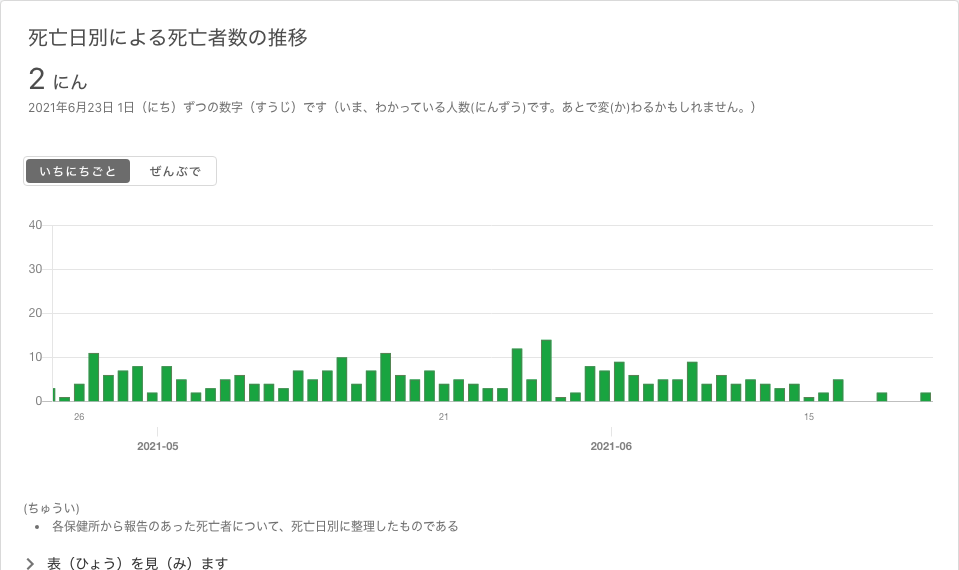 死亡日別による死亡者数の推移
2 にん
2021年6月23日 1日（にち）ずつの数字（すうじ）です（いま、わかっている人数(にんずう)です。あとで変(か)わるかもしれません。）
いちにちごと ぜんぶで
40
30
20
10
0
26 21 15
2021-05 2021-06
(ちゅうい)
• 各保健所から報告のあった死亡者について、死亡日別に整理したものである
表（ひょう）を見（み）ます